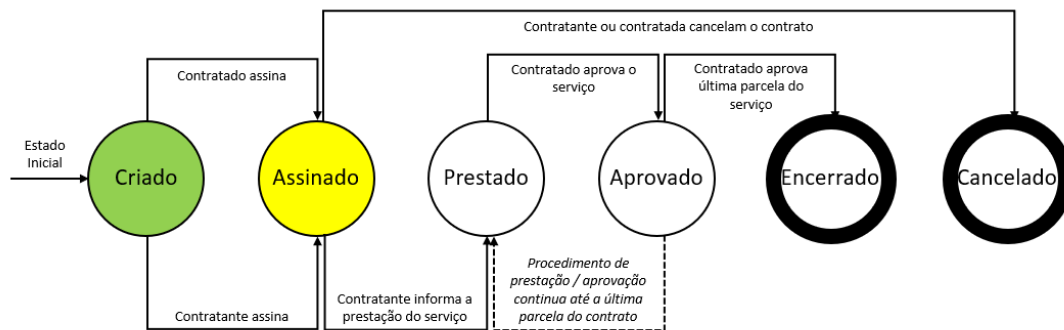 Contratante ou contratada cancelam o contrato
Contratado assina
Contratado aprova o
serviço
Contratado aprova
última parcela do
serviço
Estado
Inicial
Criado
Assinado
Prestado
Aprovado
Encerrado
Cancelado
Contratante assina
Contratante informa a
prestação do serviço
Procedimento de
prestação / aprovação
continua até a última
parcela do contrato